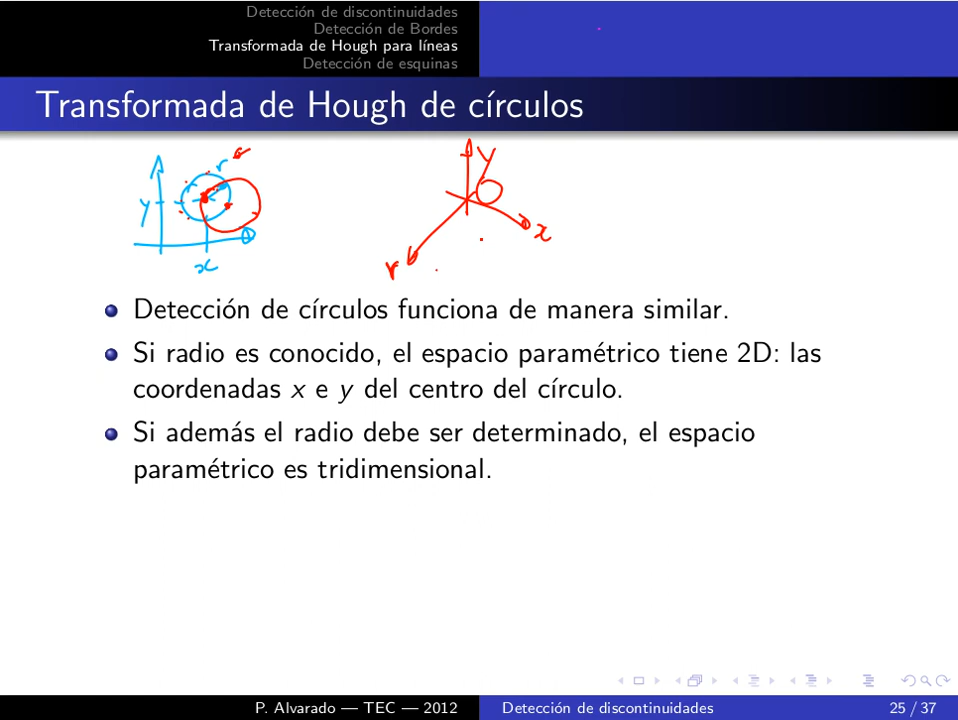 Detección de discontinuidades
Detección de Bordes
Transformada de Hough para líneas
Detección de esquinas
Transformada de Hough de círculos
y
r
x
y
x
r
Detección de círculos funciona de manera similar.
Si radio es conocido, el espacio paramétrico tiene 2D: las
coordenadas x e y del centro del círculo.
Si además el radio debe ser determinado, el espacio
paramétrico es tridimensional.
P. Alvarado — TEC — 2012
Detección de discontinuidades
25 / 37